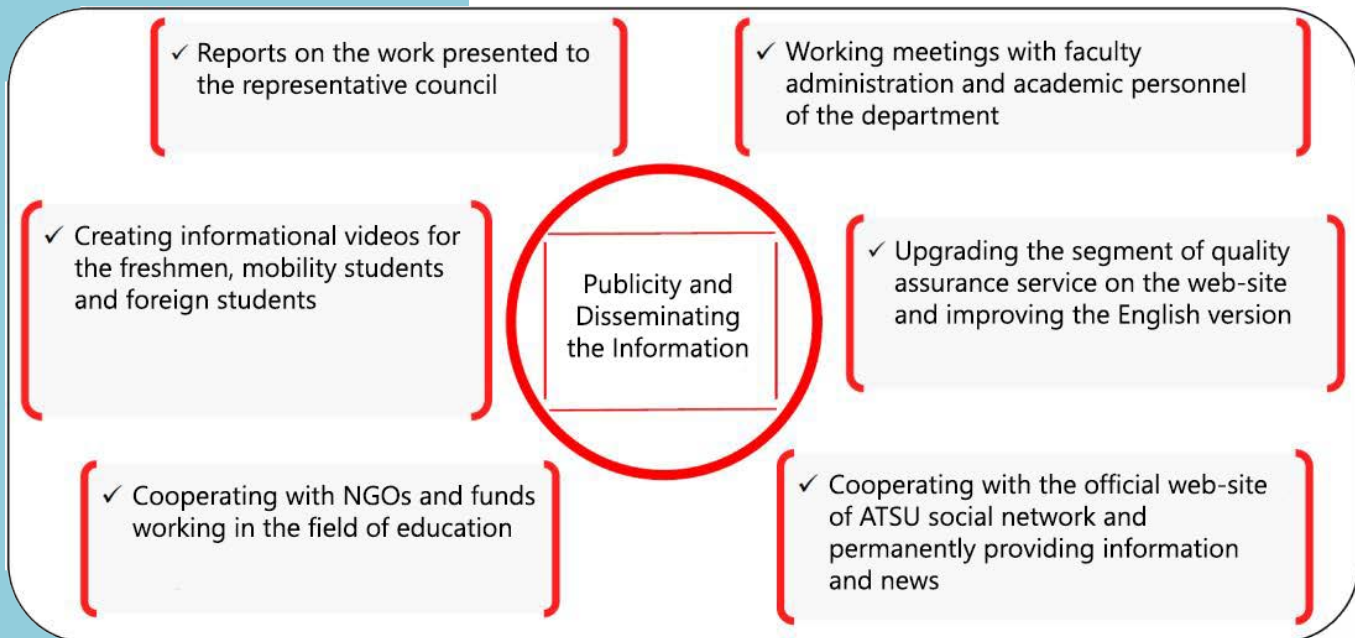 ✓ Reports on the work presented to
the representative council
✓ Working meetings with faculty
administration and academic personnel
of the department
✓ Creating informational videos for
the freshmen, mobility students
and foreign students
Publicity and
Disseminating
the Information
✓ Upgrading the segment of quality
assurance service on the web-site
and improving the English version
✓ Cooperating with NGOs and funds
working in the field of education
✓ Cooperating with the official web-site
of ATSU social network and
permanently providing information
and news